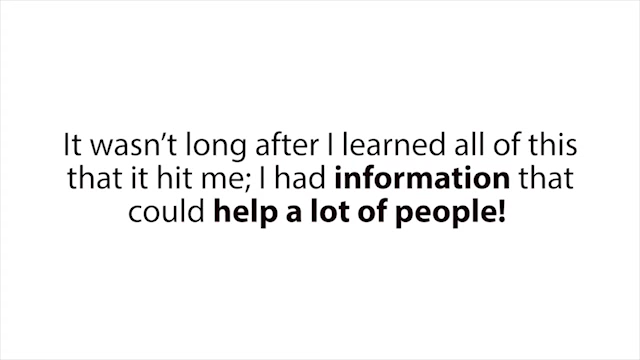 It wasn’t long after I learned all of this
that it hit me; I had information that
could help a lot of people!